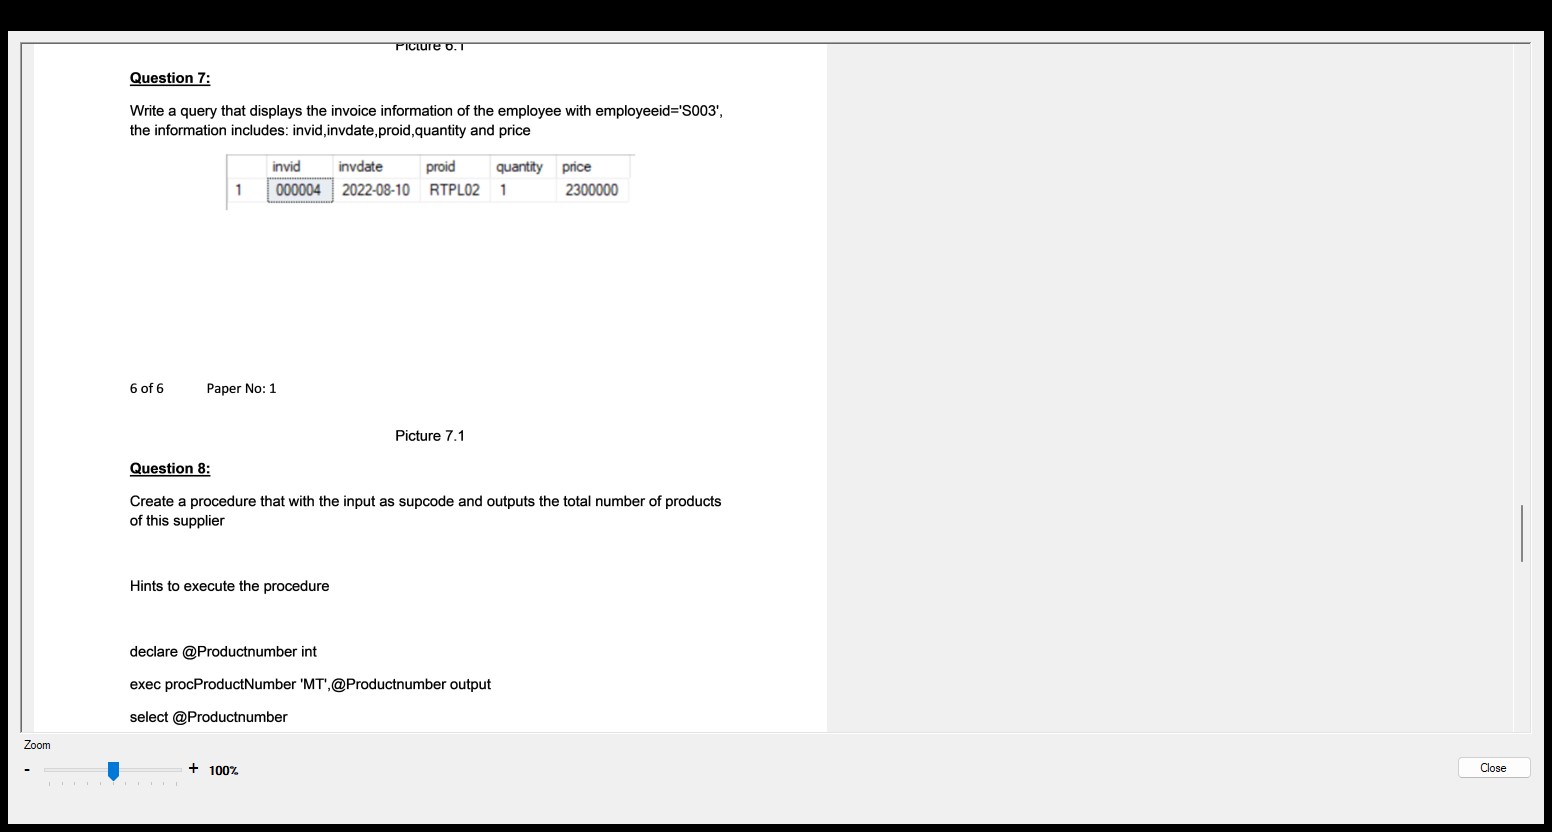 Picture 6.1
Question 7:
Write a query that displays the invoice information of the employee with employeeid='S003',
the information includes: invid,invdate,proid,quantity and price
invid invdate proid quantity price
1 000004 2022-08-10 RTPL02 1 2300000
6 of 6 Paper No: 1
Picture 7.1
Question 8:
Create a procedure that with the input as supcode and outputs the total number of products
of this supplier
Hints to execute the procedure
declare @Productnumber int
exec procProductNumber 'MT',@Productnumber output
select @Productnumber
Zoom
- + 100%
Close